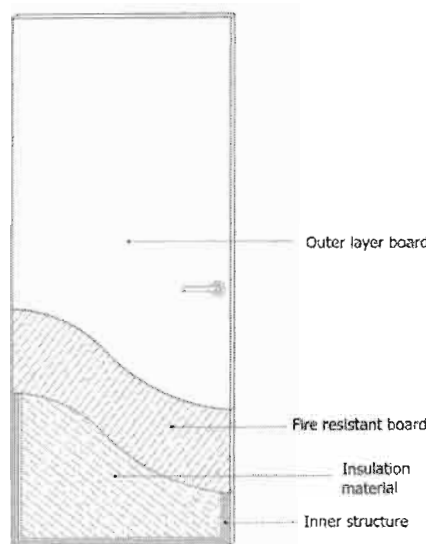 Outer layer board
Fire resistant board
Insulation
material
Inner structure